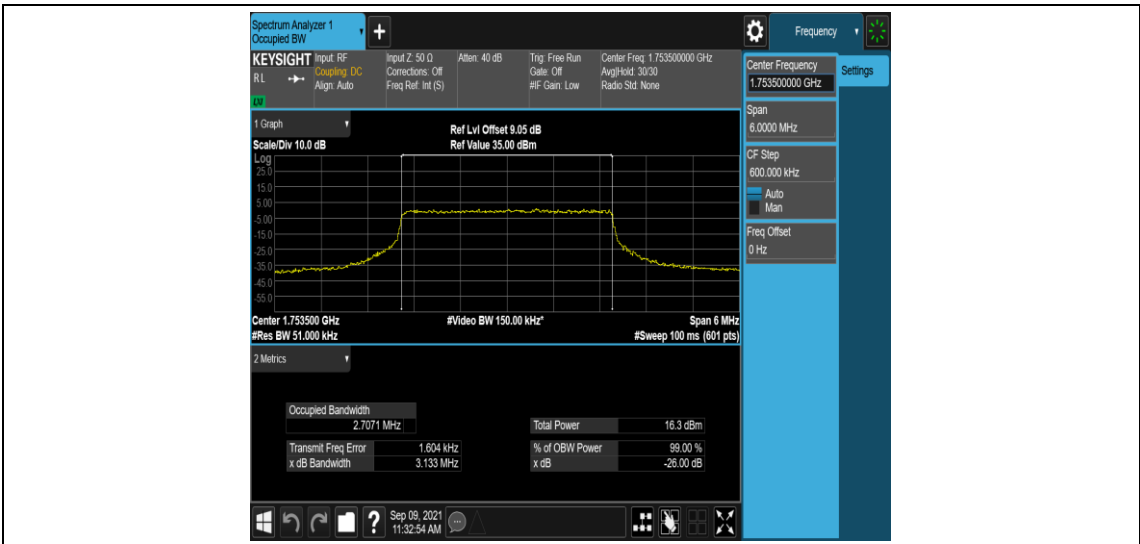 Spectrum Analyzer 1
Occupied BW
+
Frequency
KEYSIGHT
RL
LXI
Input: RF
Coupling: DC
Align: Auto
Input Z: 50 Ω
Corrections: Off
Freq Ref: Int (S)
Atten: 40 dB
Trig: Free Run
Gate: Off
#IF Gain: Low
Center Freq: 1.753500000 GHz
Avg|Hold: 30/30
Radio Std: None
Center Frequency
1.753500000 GHz
Settings
Span
6.0000 MHz
CF Step
600.000 kHz
Auto
Man
Freq Offset
0 Hz
1 Graph
Scale/Div 10.0 dB
Ref Lvl Offset 9.05 dB
Ref Value 35.00 dBm
Log
25.0
15.0
5.00
-5.00
-15.0
-25.0
-35.0
-45.0
-55.0
Center 1.753500 GHz
#Res BW 51.000 kHz
#Video BW 150.00 kHz*
Span 6 MHz
#Sweep 100 ms (601 pts)
2 Metrics
Occupied Bandwidth
2.7071 MHz
Total Power 16.3 dBm
Transmit Freq Error 1.604 kHz
% of OBW Power 99.00 %
x dB Bandwidth 3.133 MHz
x dB -26.00 dB
?
Sep 09, 2021
11:32:54 AM